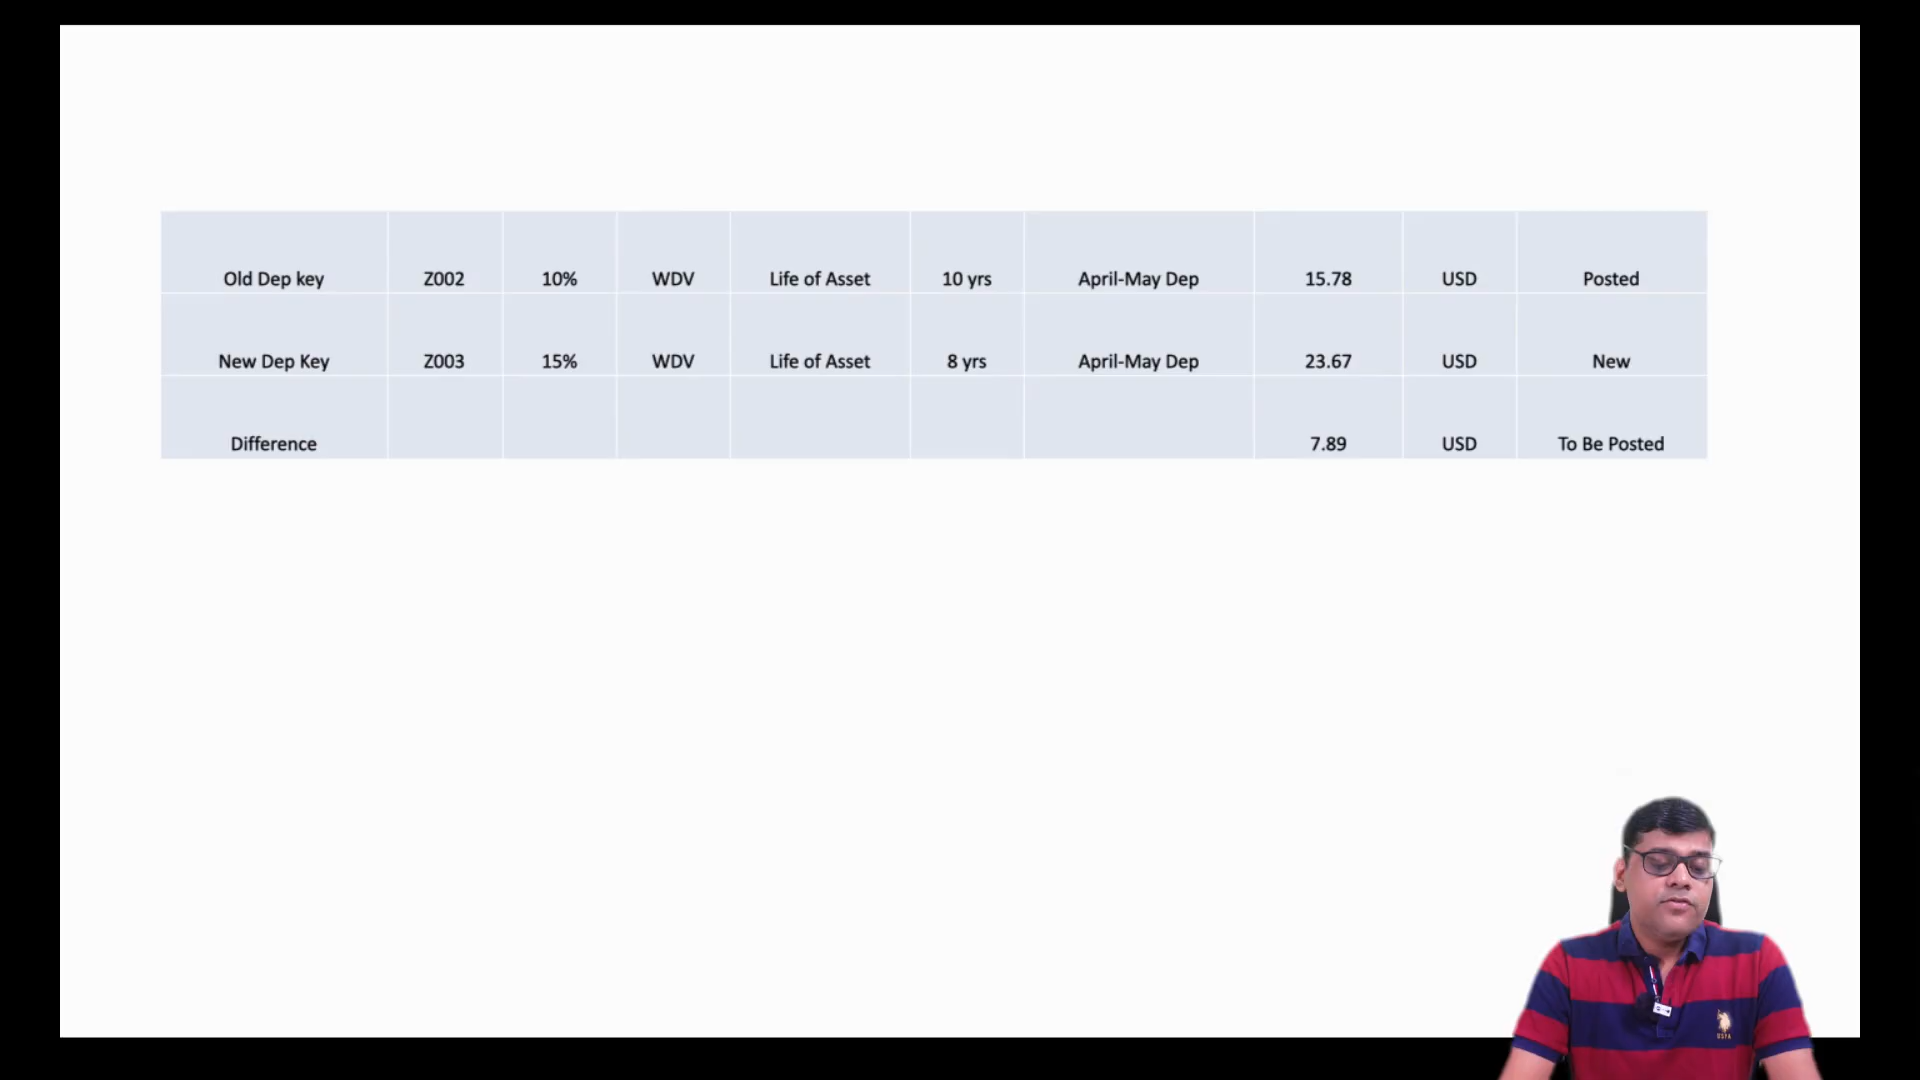 Old Dep key Z002 10% WDV Life of Asset 10 yrs April-May Dep 15.78 USD Posted
New Dep Key Z003 15% WDV Life of Asset 8 yrs April-May Dep 23.67 USD New
Difference 7.89 USD To Be Posted
USPA